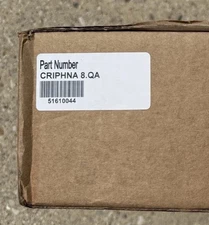 Part Number
CRIPHNA 8.QA
51610044